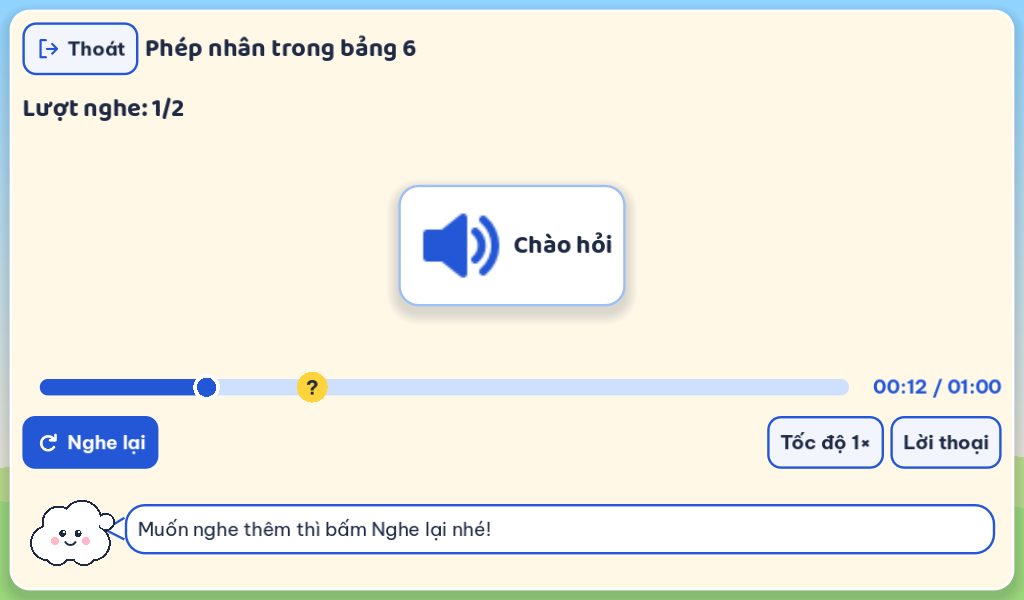 Thoát
Phép nhân trong bảng 6
Lượt nghe: 1/2
Chào hỏi
?
00:12 / 01:00
Nghe lại
Tốc độ 1×
Lời thoại
Muốn nghe thêm thì bấm Nghe lại nhé!